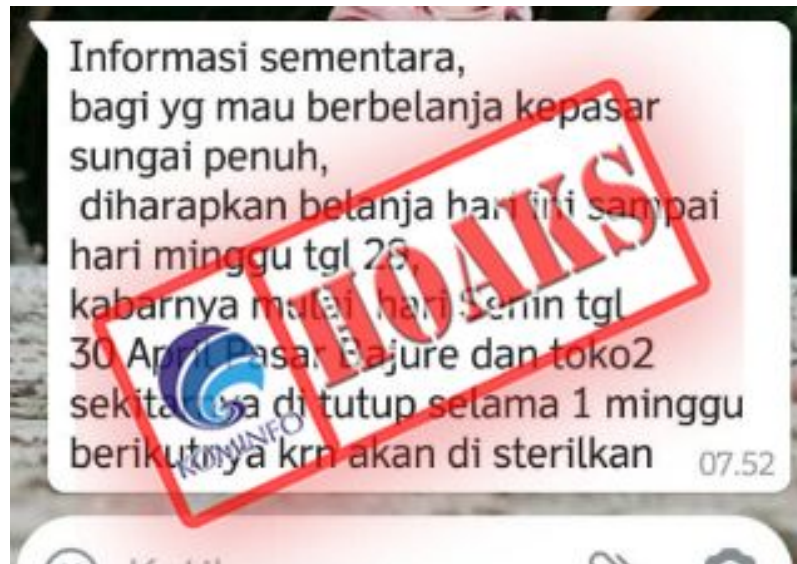 Informasi sementara,
bagi yg mau berbelanja kepasar
sungai penuh,
diharapkan belanja hari ini sampai
hari minggu tgl 29,
kabarnya mulai hari Senin tgl
30 April Pasar Bajure dan toko2
sekitarnya di tutup selama 1 minggu
berikutnya krn akan di sterilkan
07.52
HOAKS
KOMINFO